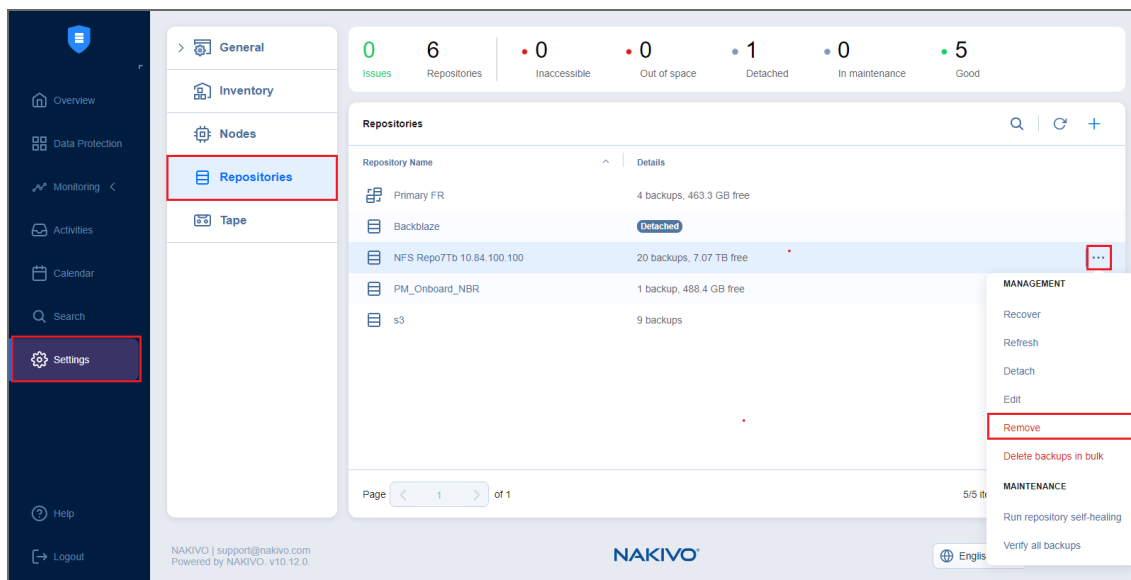 General
0 6 0 0 1 0 5
Issues Repositories Inaccessible Out of space Detached In maintenance Good
Inventory
Overview
Repositories
Nodes
Data Protection
Repository Name Details
Repositories
Monitoring
Primary FR 4 backups, 463.3 GB free
Tape
Backblaze Detached
Activities
NFS Repo7Tb 10.84.100.100 20 backups, 7.07 TB free ...
Calendar
PM_Onboard_NBR 1 backup, 488.4 GB free
MANAGEMENT
Search
s3 9 backups
Recover
Refresh
Settings
Detach
Edit
Remove
Delete backups in bulk
MAINTENANCE
Page 1 of 1 5/5
Help
Run repository self-healing
Verify all backups
Logout
NAKIVO | support@nakivo.com
Powered by NAKIVO. v10.12.0.
NAKIVO®